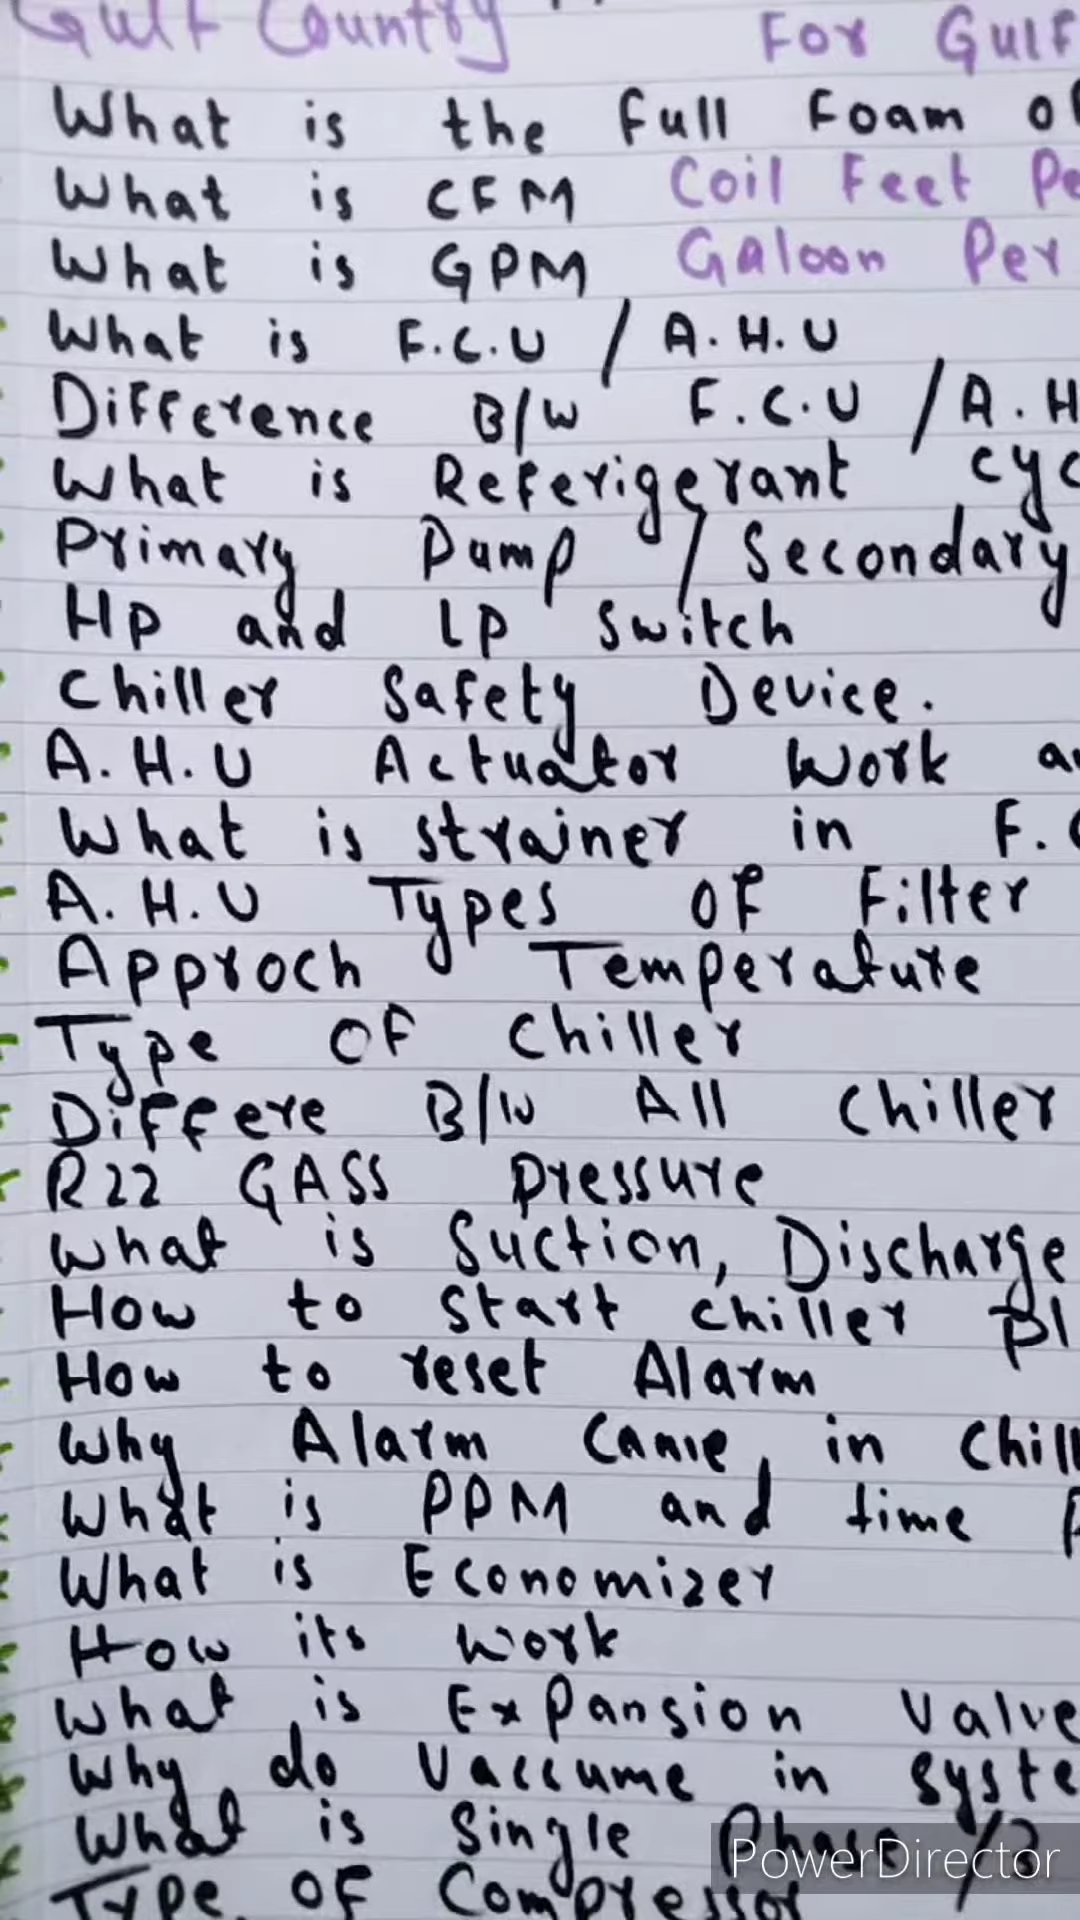 Gulf Country For Gulf
What is the Full Foam of
What is CFM Coil Feet Pe
What is GPM Galoon Per
What is F.C.U / A.H.U
Difference B/W F.C.U / A.H
What is Referigerant cyc
Primary Pump / Secondary
HP and LP Switch
Chiller Safety Device.
A.H.U Actuator Work a
What is strainer in F.C
A.H.U Types OF Filter
Approch Temperature
Type OF Chiller
Differe B/W All Chiller
R22 GASS Pressure
What is Suction, Discharge
How to Start Chiller Pl
How to reset Alarm
Why Alarm Came in Chill
What is PPM and time
What is Economizer
How its Work
What is Expansion Valve
Why do Vaccume in Syste
What is Single Phase 1/3
Type OF Compressor
PowerDirector